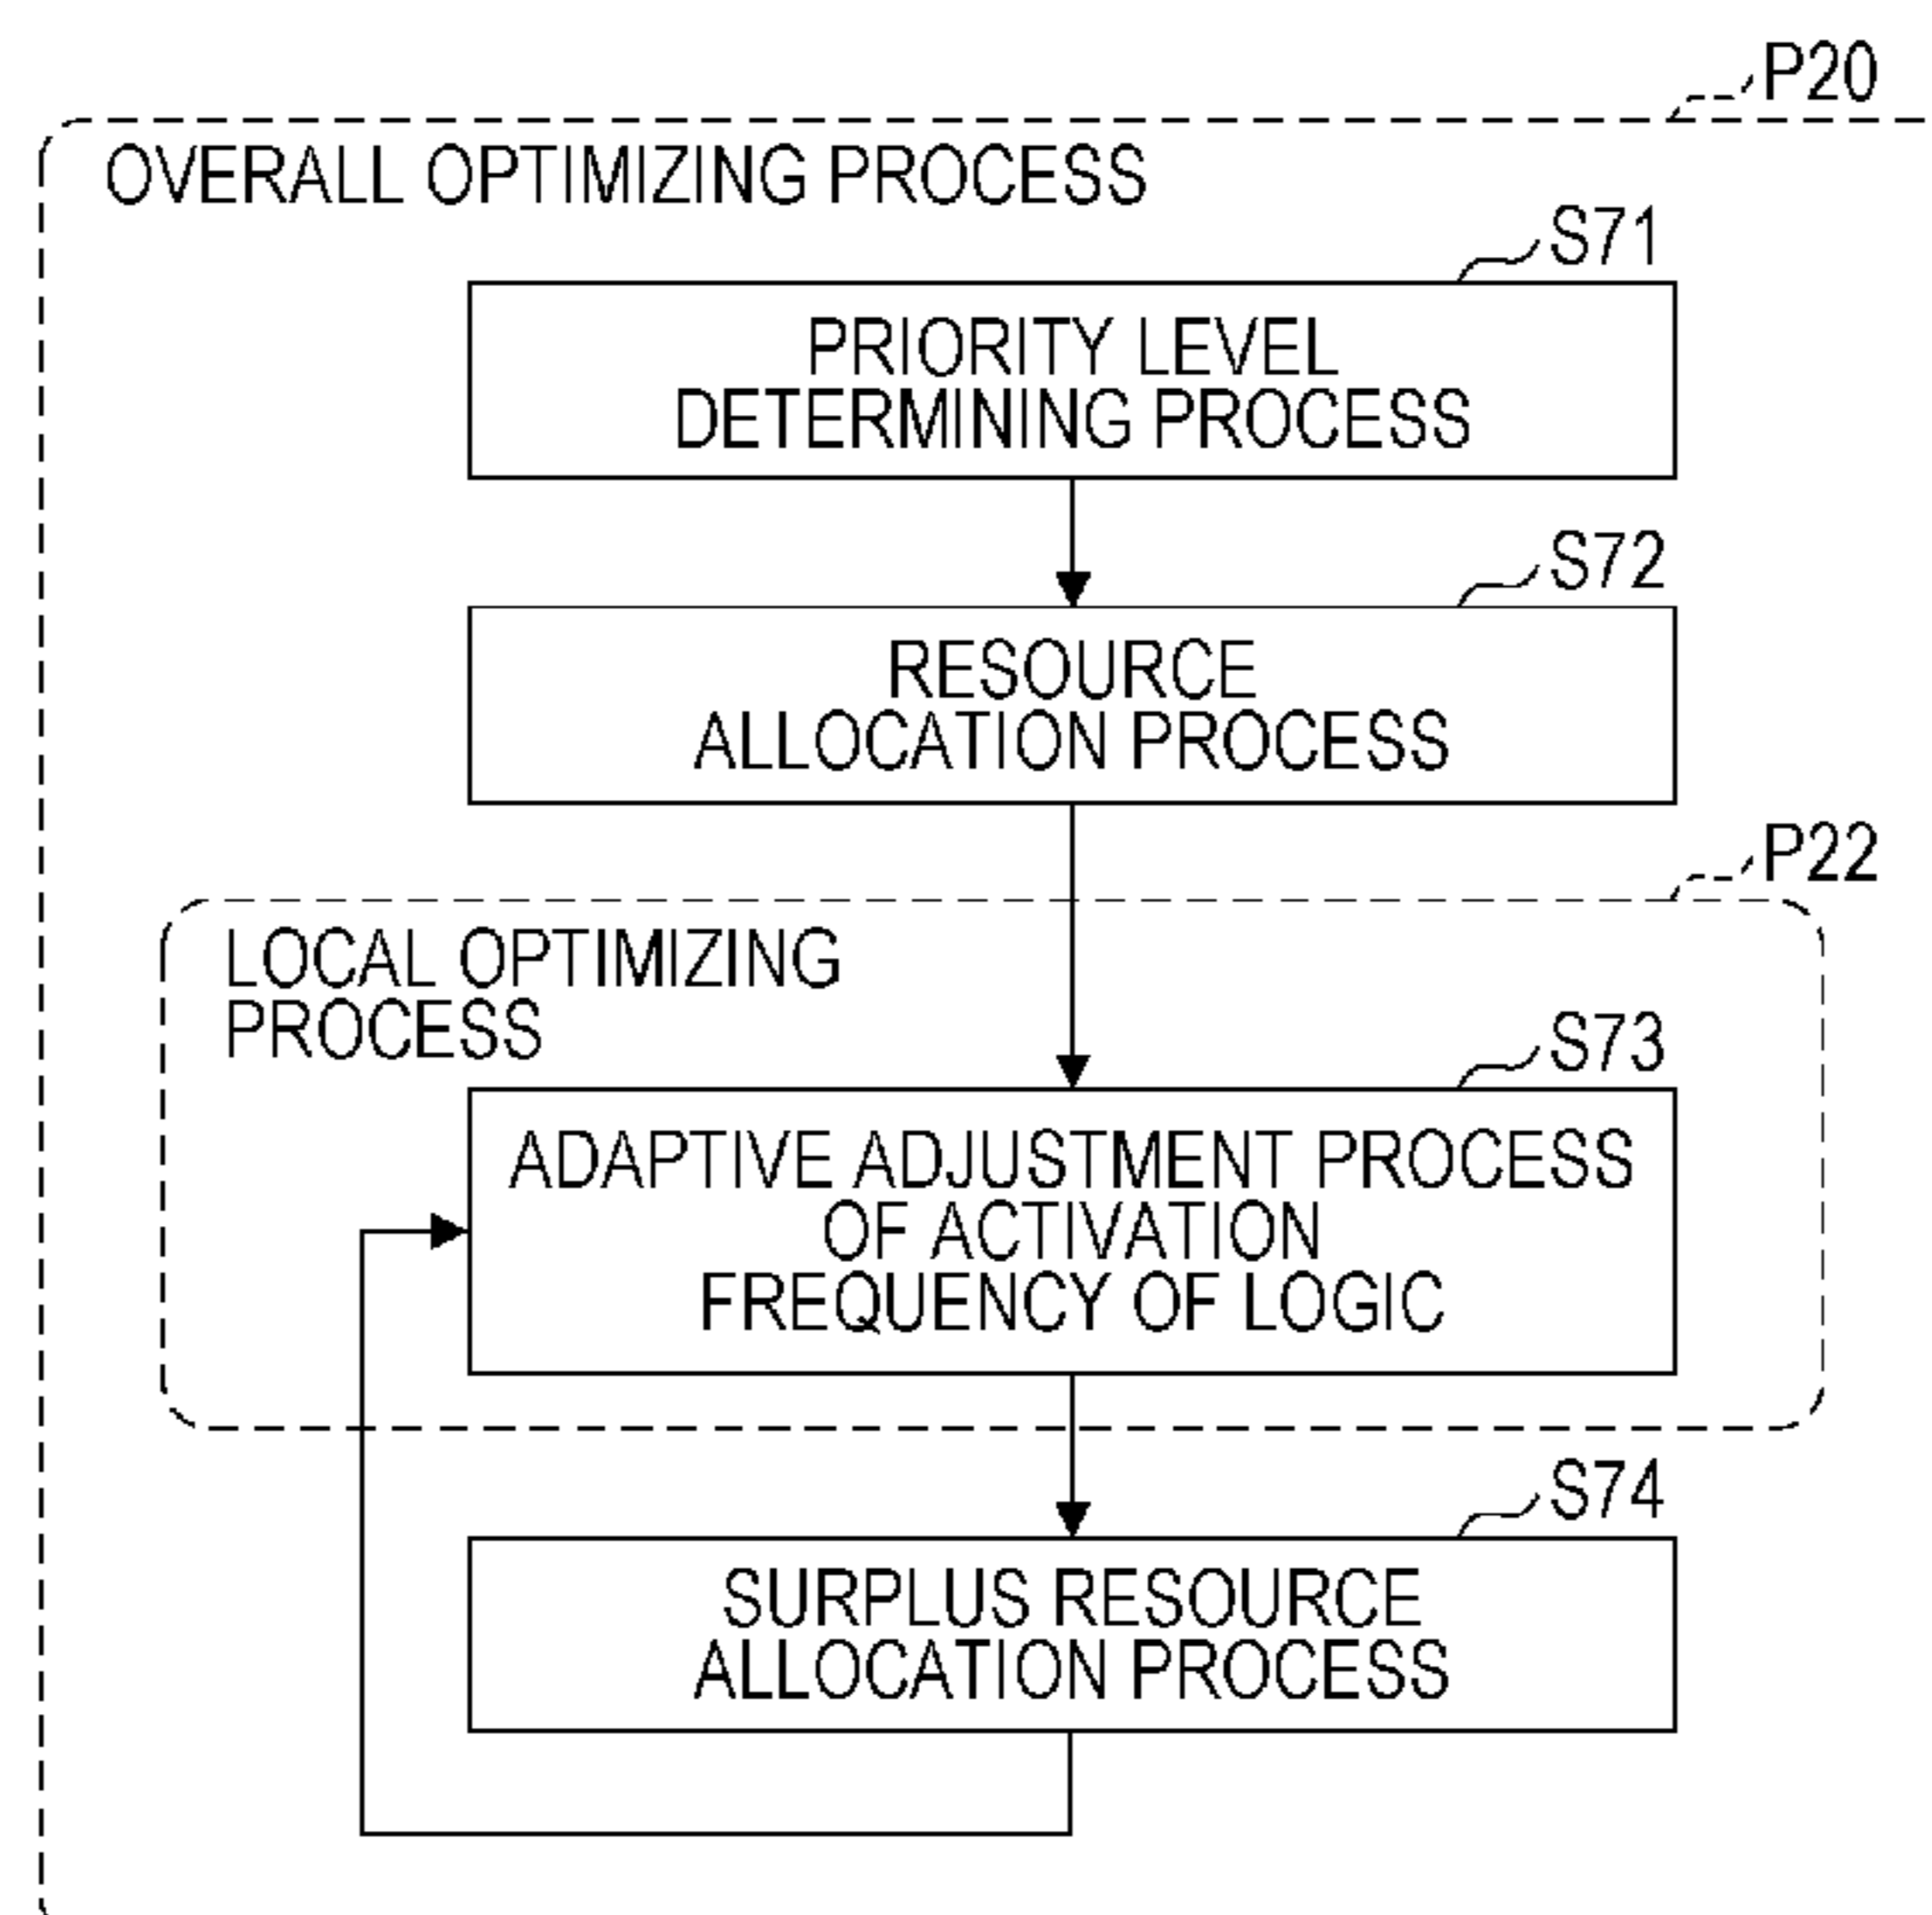 P20
OVERALL OPTIMIZING PROCESS
S71
PRIORITY LEVEL
DETERMINING PROCESS
S72
RESOURCE
ALLOCATION PROCESS
P22
LOCAL OPTIMIZING
PROCESS
S73
ADAPTIVE ADJUSTMENT PROCESS
OF ACTIVATION
FREQUENCY OF LOGIC
S74
SURPLUS RESOURCE
ALLOCATION PROCESS